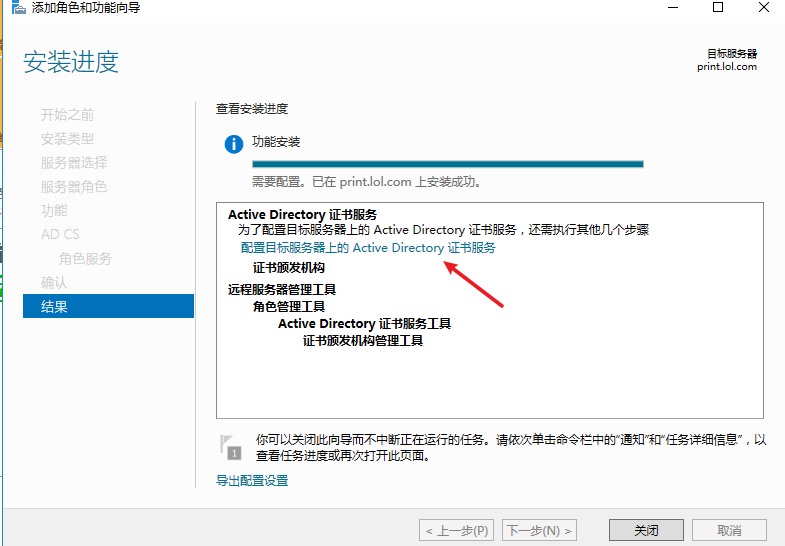 添加角色和功能向导
安装进度
目标服务器
print.lol.com
开始之前
安装类型
服务器选择
服务器角色
功能
AD CS
角色服务
确认
结果
查看安装进度
功能安装
需要配置。已在 print.lol.com 上安装成功。
Active Directory 证书服务
为了配置目标服务器上的 Active Directory 证书服务，还需执行其他几个步骤
配置目标服务器上的 Active Directory 证书服务
证书颁发机构
远程服务器管理工具
角色管理工具
Active Directory 证书服务工具
证书颁发机构管理工具
1
你可以关闭此向导而不中断正在运行的任务。请依次单击命令栏中的“通知”和“任务详细信息”，以
查看任务进度或再次打开此页面。
导出配置设置
< 上一步(P)
下一步(N) >
关闭
取消